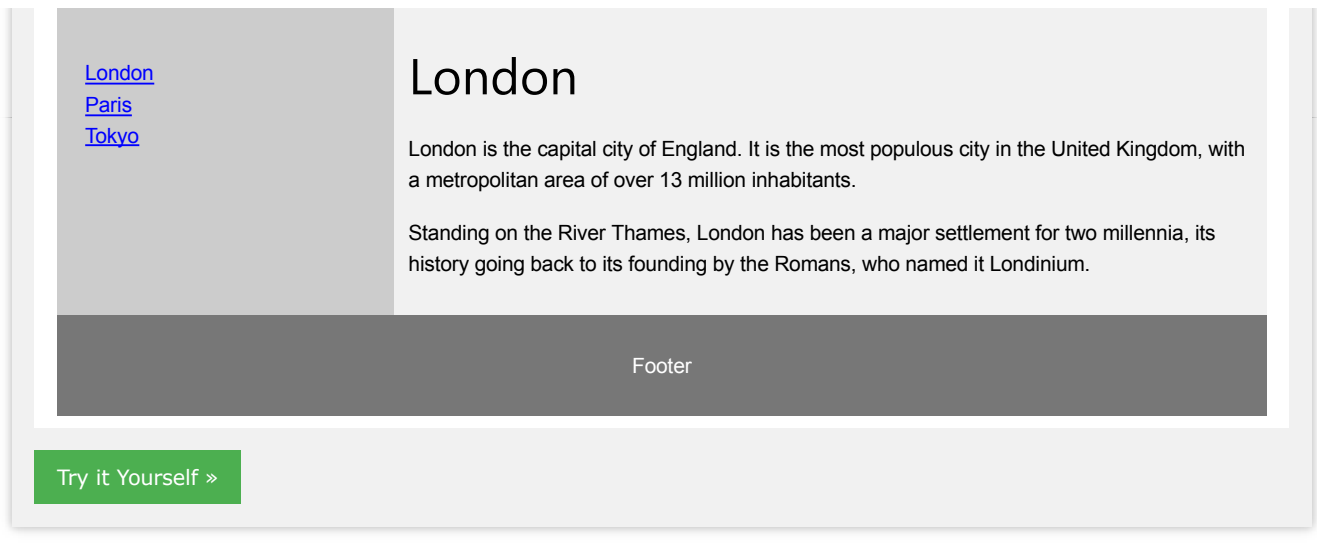 London
Paris
Tokyo
London
London is the capital city of England. It is the most populous city in the United Kingdom, with
a metropolitan area of over 13 million inhabitants.
Standing on the River Thames, London has been a major settlement for two millennia, its
history going back to its founding by the Romans, who named it Londinium.
Footer
Try it Yourself »